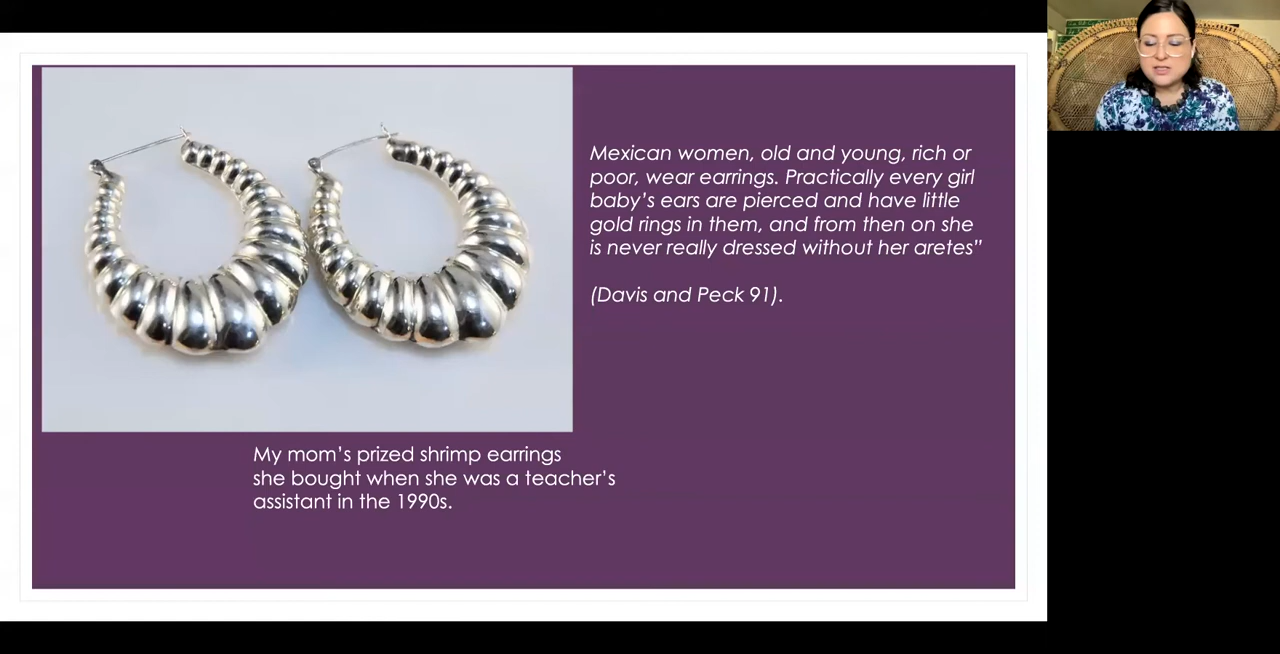 Mexican women, old and young, rich or
poor, wear earrings. Practically every girl
baby’s ears are pierced and have little
gold rings in them, and from then on she
is never really dressed without her aretes”
(Davis and Peck 91).
My mom’s prized shrimp earrings
she bought when she was a teacher’s
assistant in the 1990s.